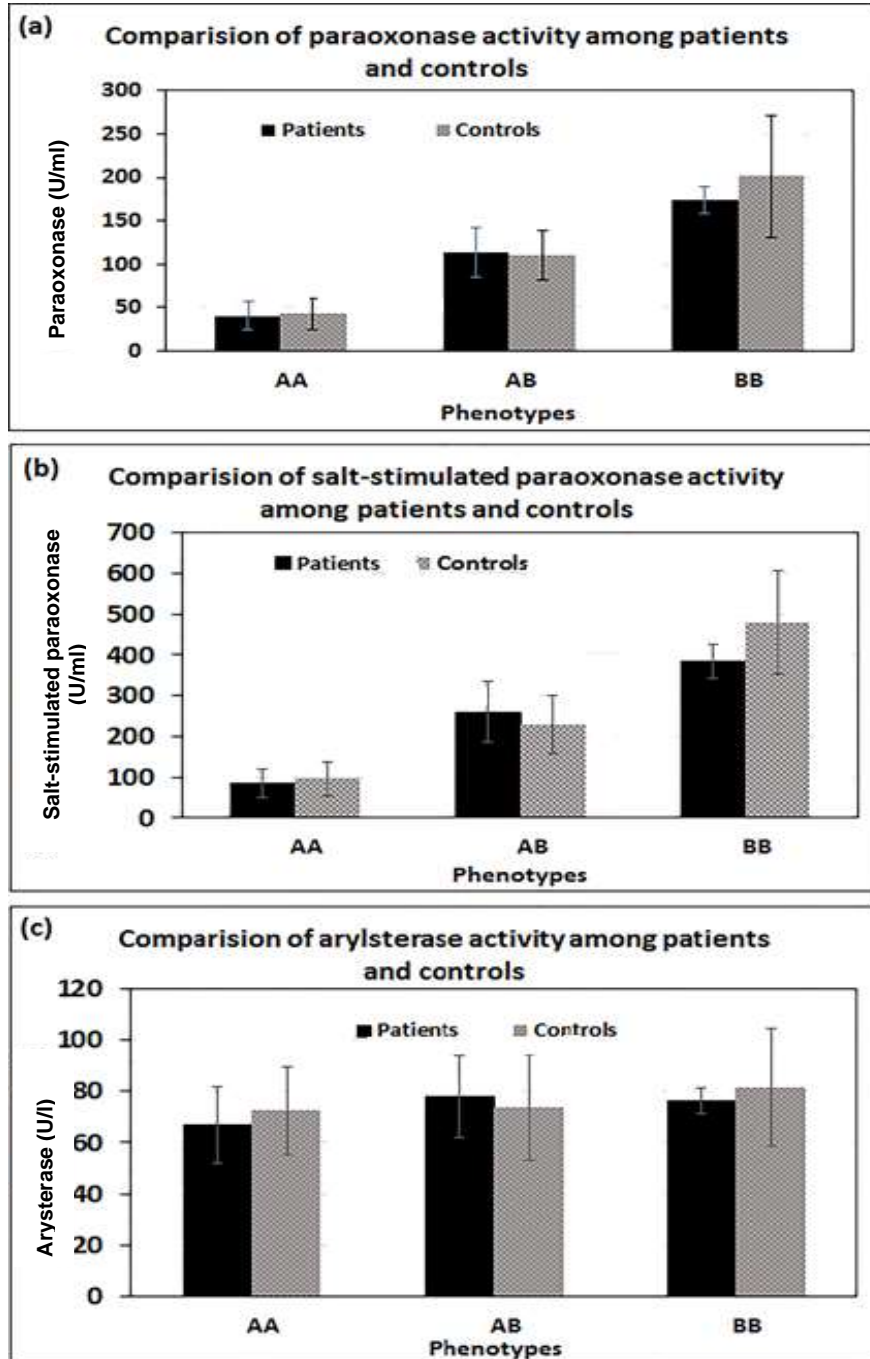 (a)
Comparision of paraoxonase activity among patients
and controls
Paraoxonase (U/ml)
300
250
200
150
100
50
0
Patients
Controls
AA
AB
BB
Phenotypes
(b)
Comparision of salt-stimulated paraoxonase activity
among patients and controls
Salt-stimulated paraoxonase
(U/ml)
700
600
500
400
300
200
100
0
Patients
Controls
AA
AB
BB
Phenotypes
(c)
Comparision of arylsterase activity among patients
and controls
Arysterase (U/l)
120
100
80
60
40
20
0
Patients
Controls
AA
AB
BB
Phenotypes